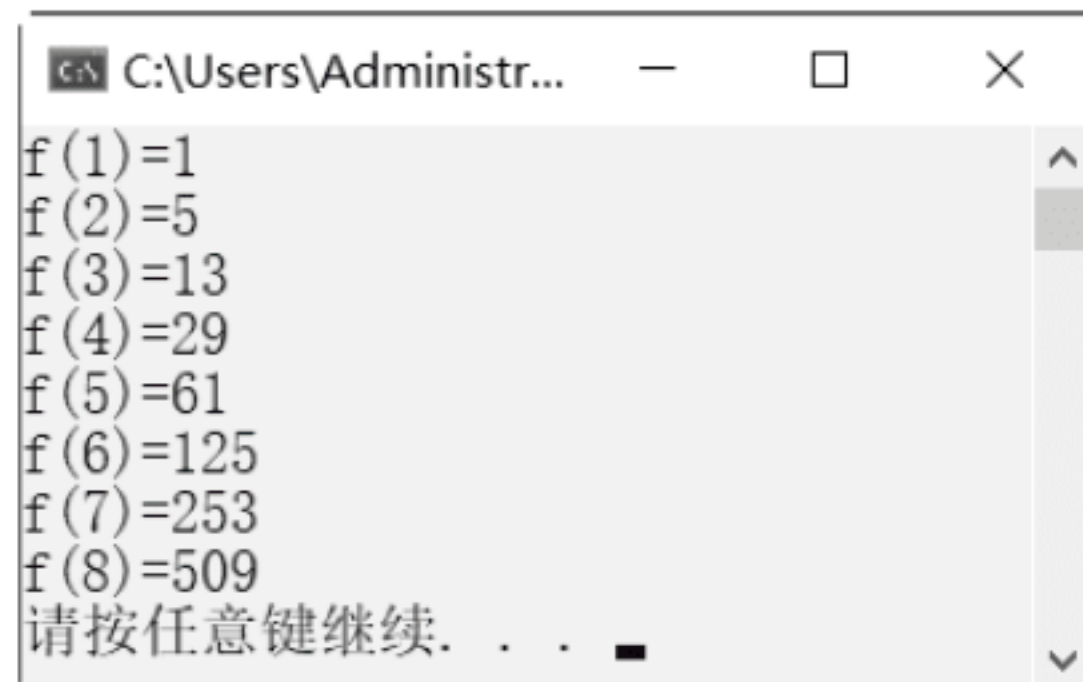 C:\Users\Administr...
f(1)=1
f(2)=5
f(3)=13
f(4)=29
f(5)=61
f(6)=125
f(7)=253
f(8)=509
请按任意键继续. . .